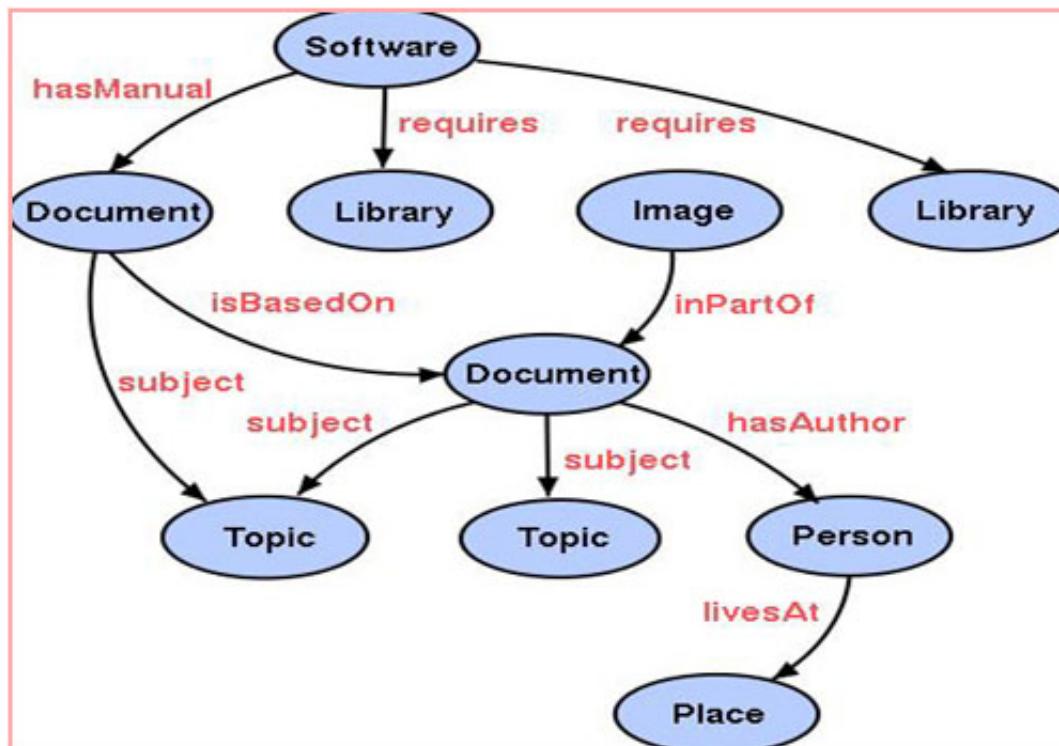 Software
hasManual
requires
requires
Document
Library
Image
Library
isBasedOn
inPartOf
Document
subject
subject
hasAuthor
subject
Topic
Topic
Person
livesAt
Place